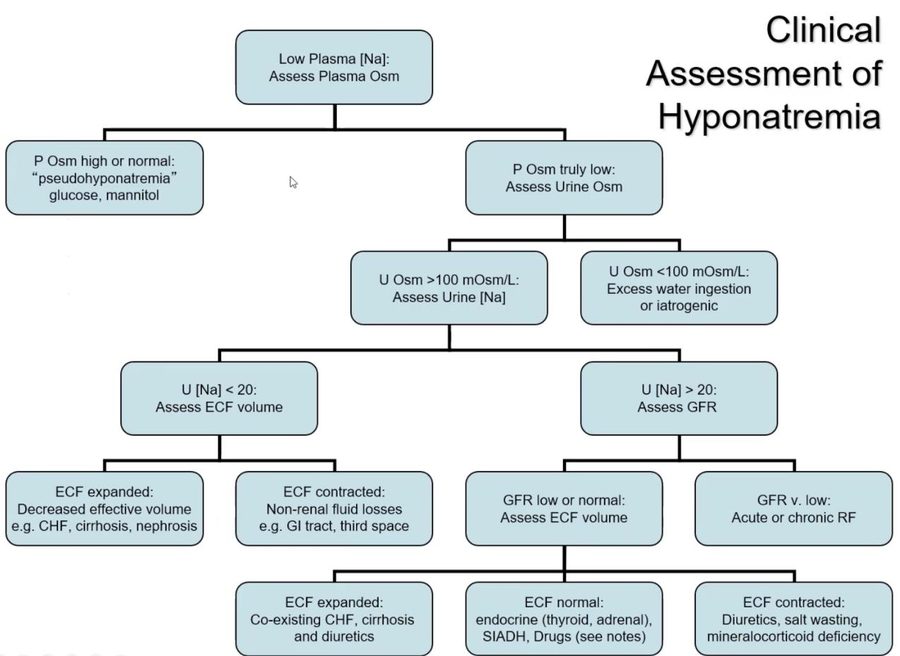 Clinical
Assessment of
Hyponatremia
Low Plasma [Na]:
Assess Plasma Osm
P Osm high or normal:
“pseudohyponatremia”
glucose, mannitol
P Osm truly low:
Assess Urine Osm
U Osm >100 mOsm/L:
Assess Urine [Na]
U Osm <100 mOsm/L:
Excess water ingestion
or iatrogenic
U [Na] < 20:
Assess ECF volume
U [Na] > 20:
Assess GFR
ECF expanded:
Decreased effective volume
e.g. CHF, cirrhosis, nephrosis
ECF contracted:
Non-renal fluid losses
e.g. GI tract, third space
GFR low or normal:
Assess ECF volume
GFR v. low:
Acute or chronic RF
ECF expanded:
Co-existing CHF, cirrhosis
and diuretics
ECF normal:
endocrine (thyroid, adrenal),
SIADH, Drugs (see notes)
ECF contracted:
Diuretics, salt wasting,
mineralocorticoid deficiency